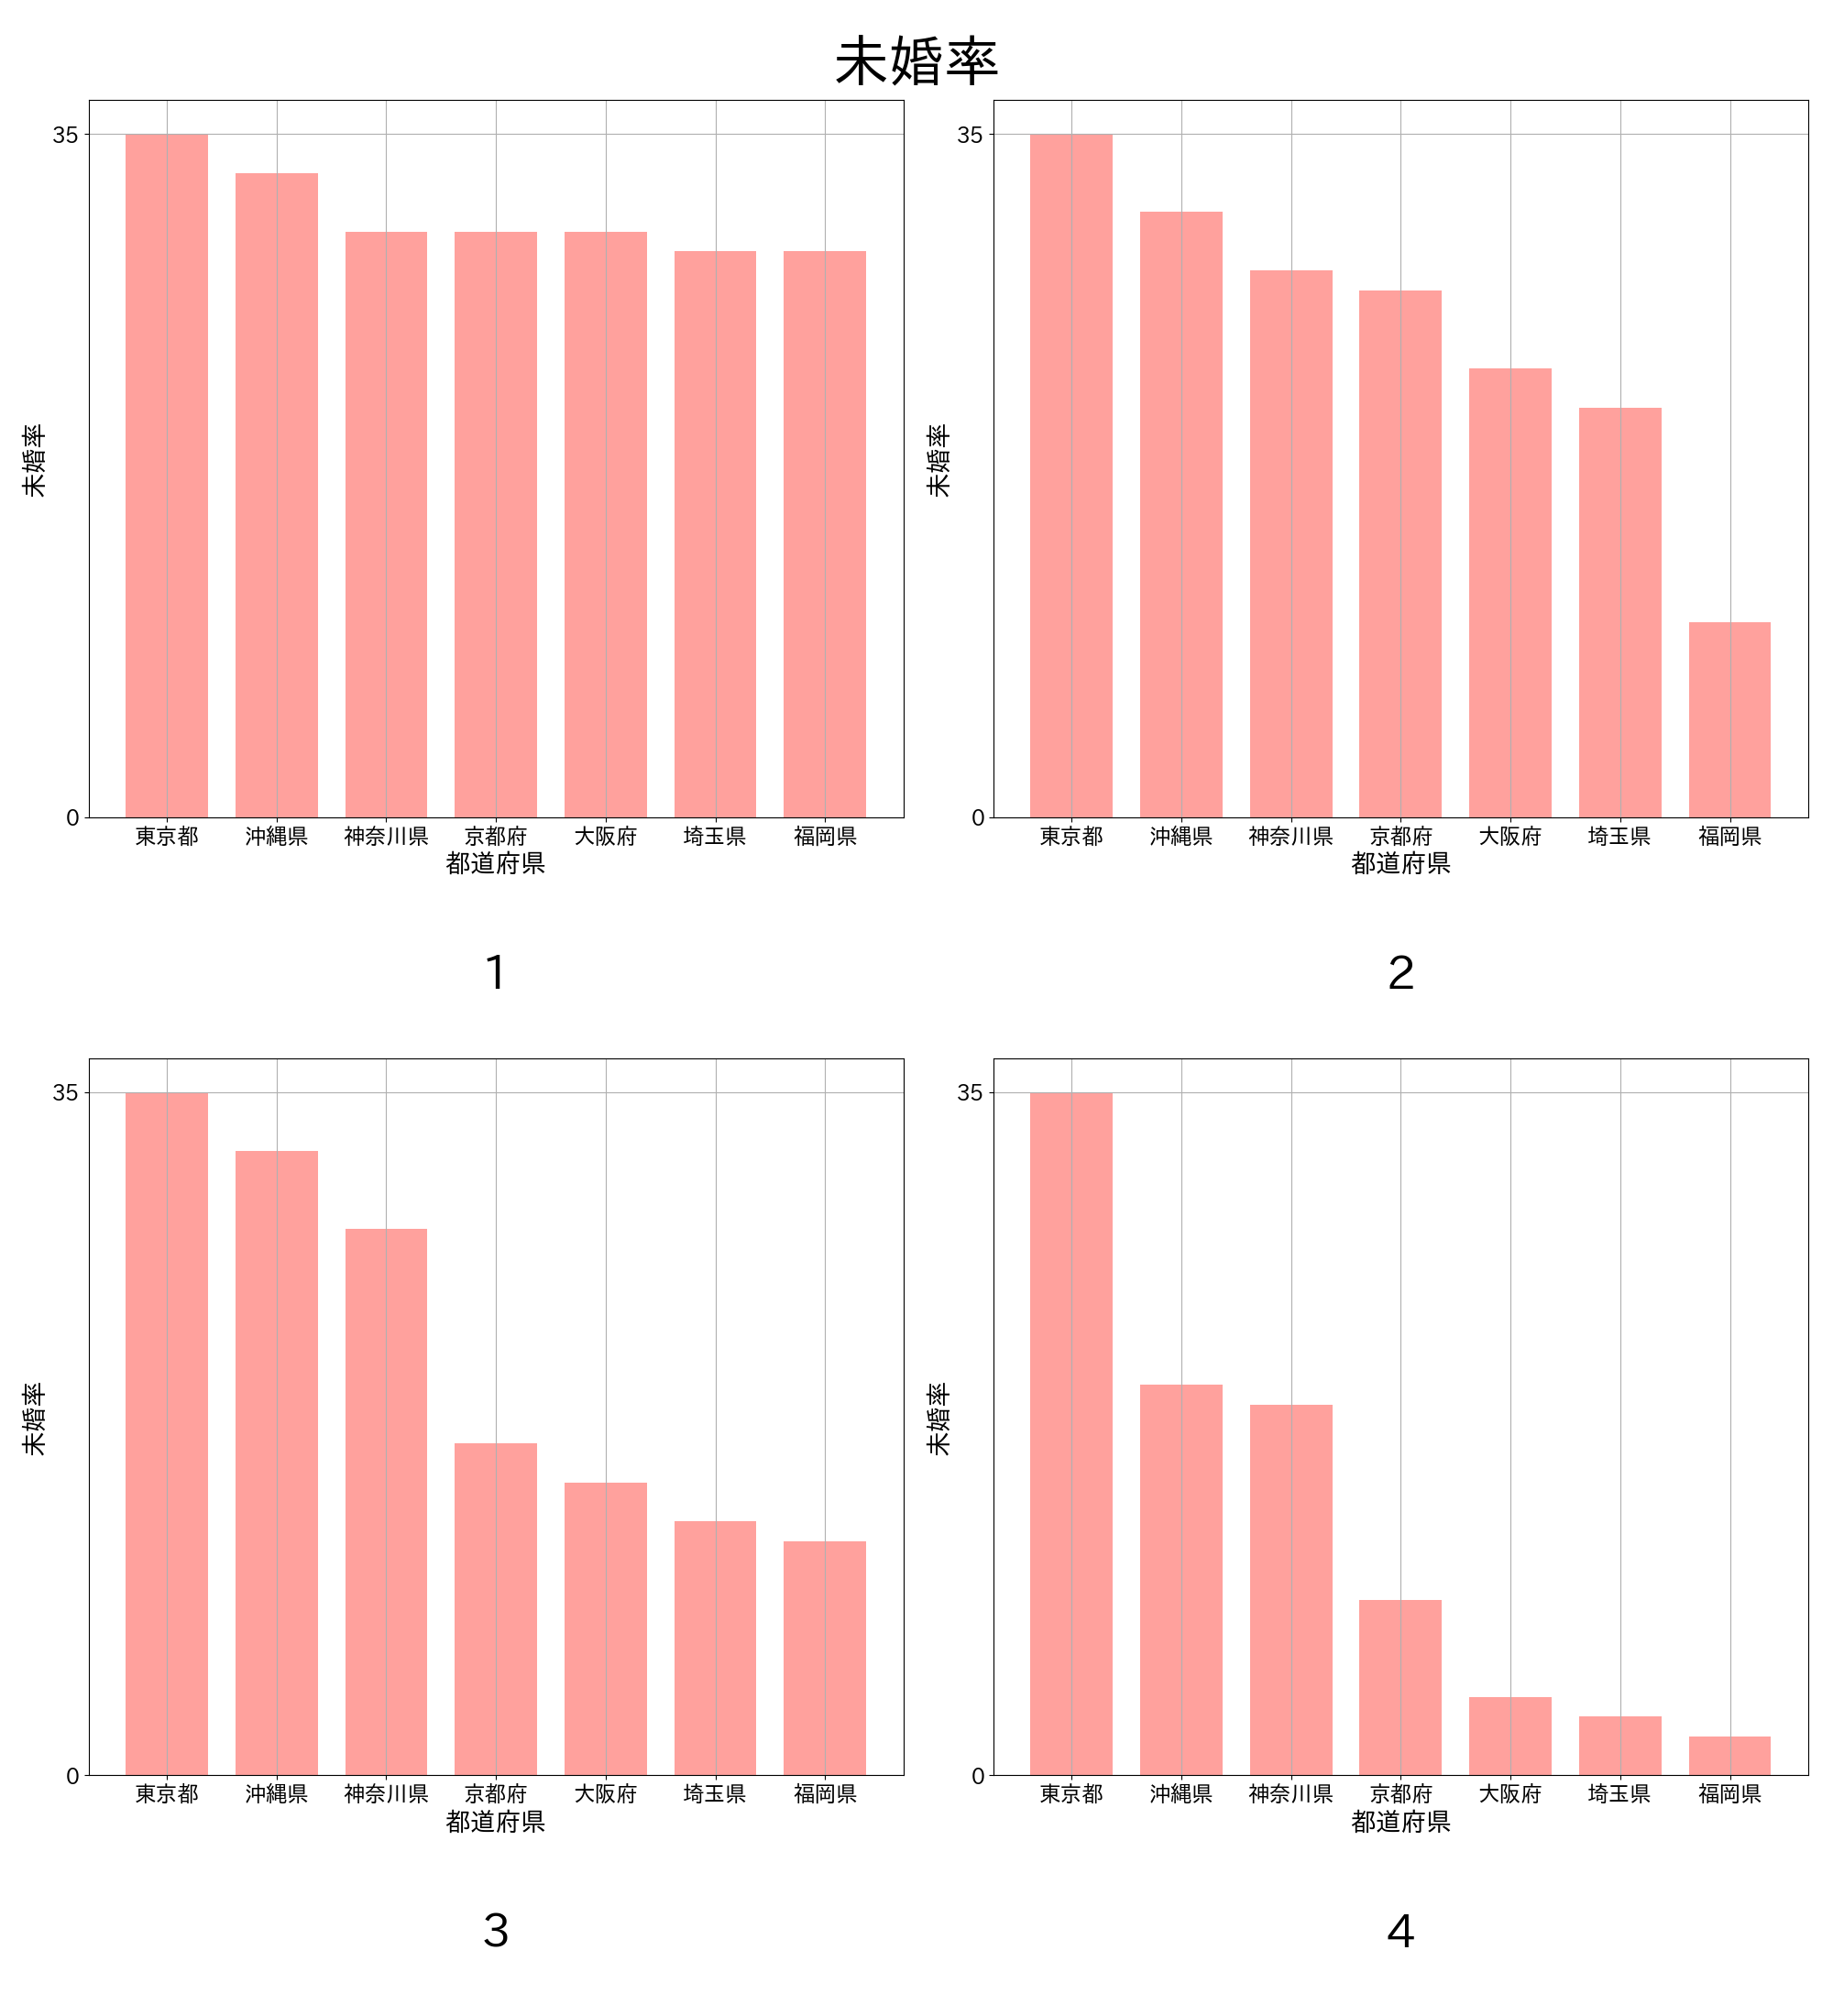 未婚率
35
0
未婚率
東京都 沖縄県 神奈川県 京都府 大阪府 埼玉県 福岡県
都道府県
1
35
0
未婚率
東京都 沖縄県 神奈川県 京都府 大阪府 埼玉県 福岡県
都道府県
2
35
0
未婚率
東京都 沖縄県 神奈川県 京都府 大阪府 埼玉県 福岡県
都道府県
3
35
0
未婚率
東京都 沖縄県 神奈川県 京都府 大阪府 埼玉県 福岡県
都道府県
4